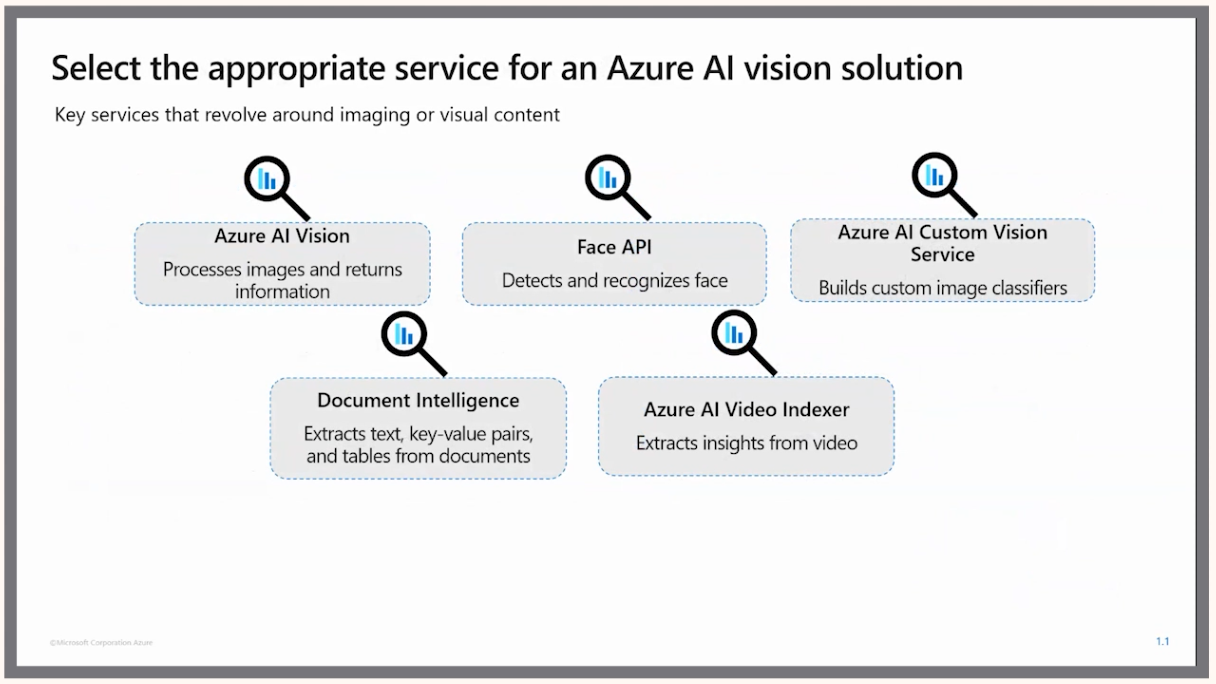 Select the appropriate service for an Azure AI vision solution
Key services that revolve around imaging or visual content
Azure AI Vision
Processes images and returns
information
Face API
Detects and recognizes face
Azure AI Custom Vision
Service
Builds custom image classifiers
Document Intelligence
Extracts text, key-value pairs,
and tables from documents
Azure AI Video Indexer
Extracts insights from video
©Microsoft Corporation Azure
1.1